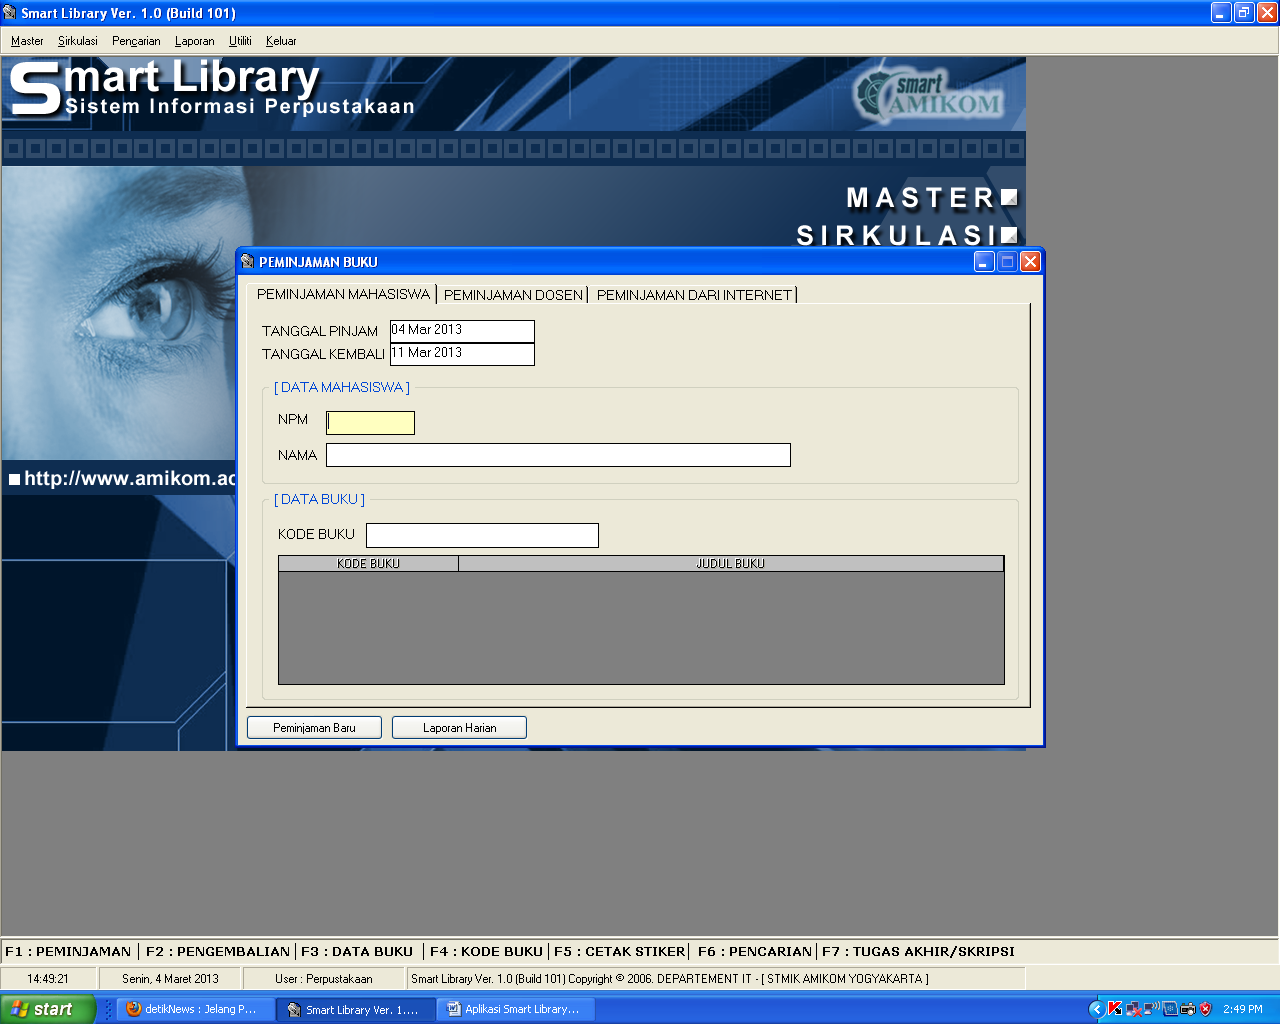 Smart Library Ver. 1.0 (Build 101)
Master Sirkulasi Pencarian Laporan Utiliti Keluar
Smart Library
Sistem Informasi Perpustakaan
smart
AMIKOM
MASTER
SIRKULASI
PEMINJAMAN BUKU
PEMINJAMAN MAHASISWA PEMINJAMAN DOSEN PEMINJAMAN DARI INTERNET
TANGGAL PINJAM 04 Mar 2013
TANGGAL KEMBALI 11 Mar 2013
[ DATA MAHASISWA ]
NPM
NAMA
http://www.amikom.ac
[ DATA BUKU ]
KODE BUKU
KODE BUKU JUDUL BUKU
Peminjaman Baru Laporan Harian
F1 : PEMINJAMAN F2 : PENGEMBALIAN F3 : DATA BUKU F4 : KODE BUKU F5 : CETAK STIKER F6 : PENCARIAN F7 : TUGAS AKHIR/SKRIPSI
14:49:21 Senin, 4 Maret 2013 User : Perpustakaan Smart Library Ver. 1.0 (Build 101) Copyright © 2006. DEPARTEMENT IT - [ STMIK AMIKOM YOGYAKARTA ]
start detikNews : Jelang P... Smart Library Ver. 1.... Aplikasi Smart Library... 2:49 PM